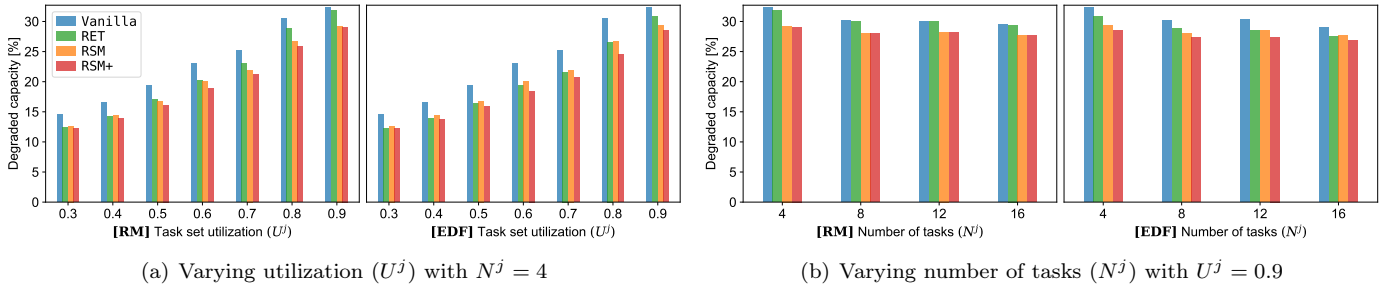 Degraded capacity [%]
30
25
20
15
10
5
0
Vanilla
RET
RSM
RSM+
0.3 0.4 0.5 0.6 0.7 0.8 0.9
[RM] Task set utilization (U^j)
0.3 0.4 0.5 0.6 0.7 0.8 0.9
[EDF] Task set utilization (U^j)
(a) Varying utilization (U^j) with N^j = 4
Degraded capacity [%]
30
25
20
15
10
5
0
4 8 12 16
[RM] Number of tasks (N^j)
4 8 12 16
[EDF] Number of tasks (N^j)
(b) Varying number of tasks (N^j) with U^j = 0.9